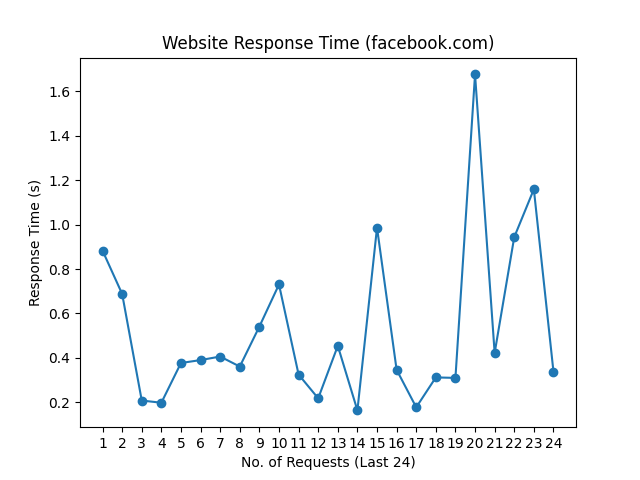 Website Response Time (facebook.com)
Response Time (s)
1.6
1.4
1.2
1.0
0.8
0.6
0.4
0.2
1 2 3 4 5 6 7 8 9 10 11 12 13 14 15 16 17 18 19 20 21 22 23 24
No. of Requests (Last 24)